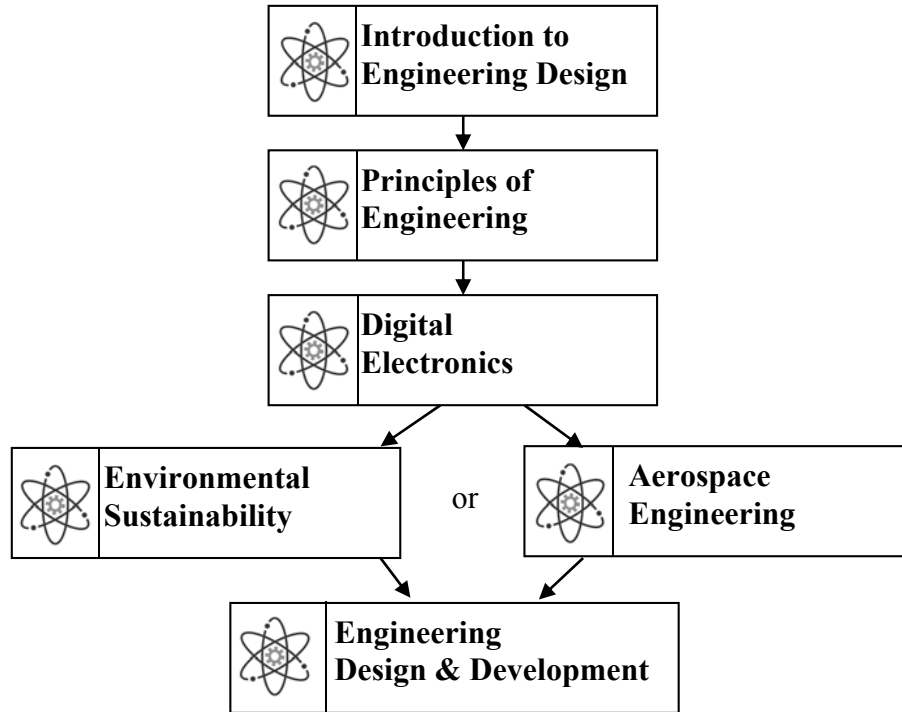 Introduction to
Engineering Design
Principles of
Engineering
Digital
Electronics
Environmental
Sustainability
or
Aerospace
Engineering
Engineering
Design & Development